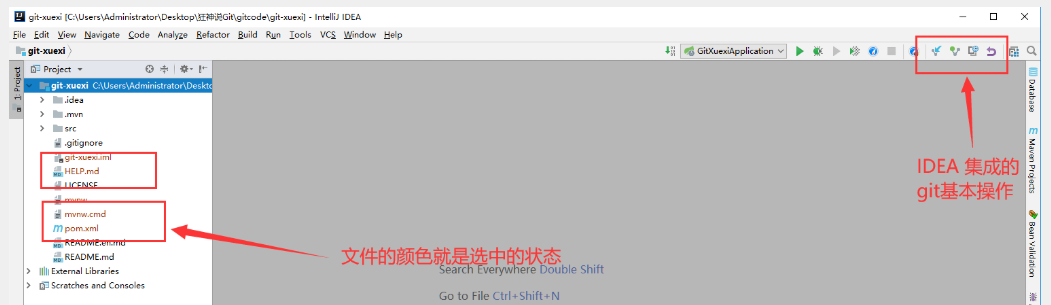 git-xuexi [C:\Users\Administrator\Desktop\狂神说Git\gitcode\git-xuexi] - IntelliJ IDEA
File Edit View Navigate Code Analyze Refactor Build Run Tools VCS Window Help
git-xuexi
GitXuexiApplication
1: Project
Project
git-xuexi C:\Users\Administrator\Deskto
.idea
.mvn
src
.gitignore
git-xuexi.iml
HELP.md
LICENSE
mvnw
mvnw.cmd
pom.xml
README.en.md
README.md
External Libraries
Scratches and Consoles
文件的颜色就是选中的状态
Search Everywhere Double Shift
Go to File Ctrl+Shift+N
IDEA 集成的
git基本操作
Database
Maven Projects
Bean Validation